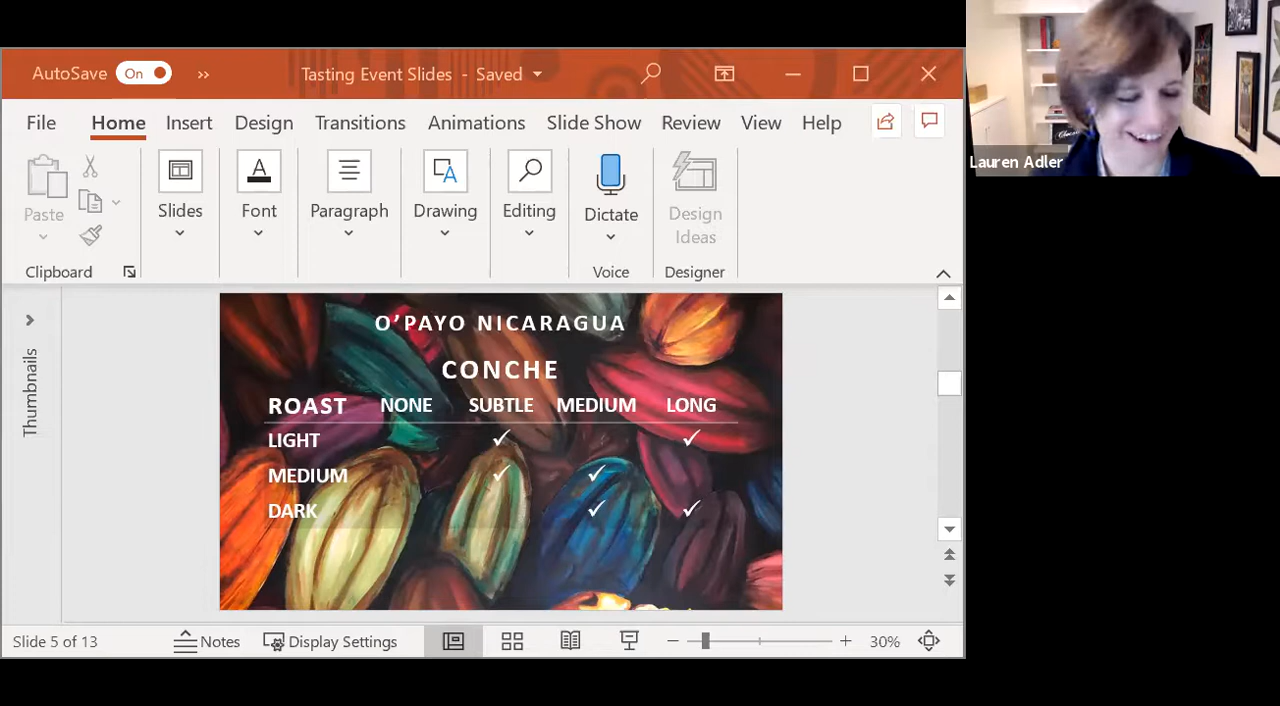 AutoSave On Tasting Event Slides - Saved
File Home Insert Design Transitions Animations Slide Show Review View Help
Paste Slides Font Paragraph Drawing Editing Dictate Design Ideas
Clipboard Voice Designer
Thumbnails
O’PAYO NICARAGUA
CONCHE
ROAST NONE SUBTLE MEDIUM LONG
LIGHT ✓ ✓
MEDIUM ✓ ✓
DARK ✓ ✓
Slide 5 of 13 Notes Display Settings 30%
Lauren Adler